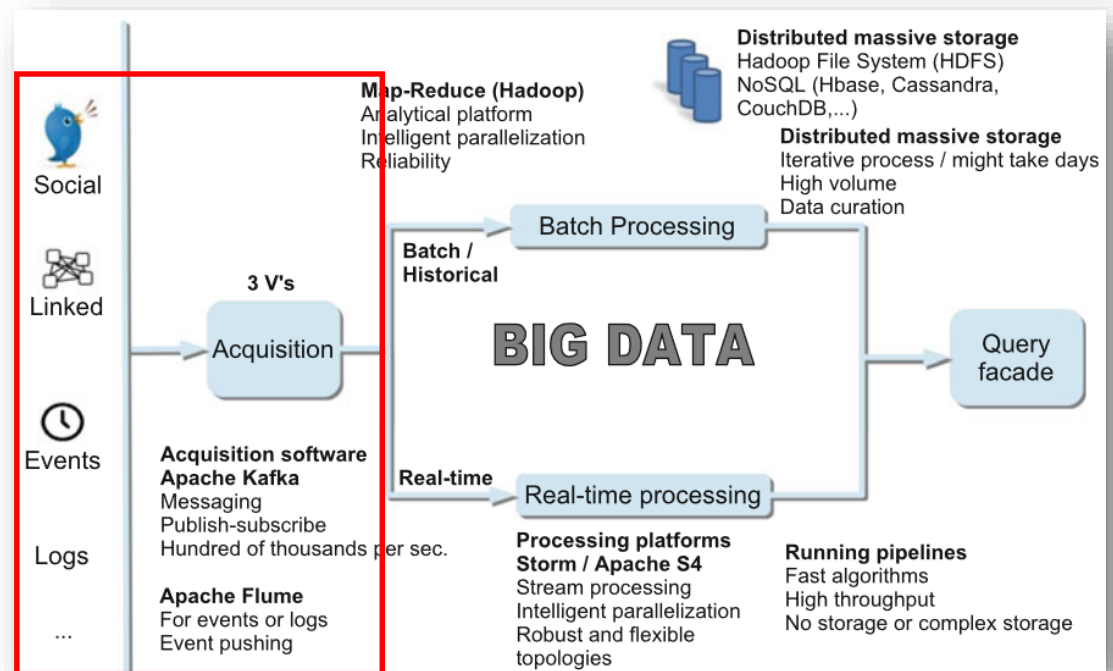 Social
Linked
Events
Logs
...
3 V's
Acquisition
Acquisition software
Apache Kafka
Messaging
Publish-subscribe
Hundred of thousands per sec.
Apache Flume
For events or logs
Event pushing
Map-Reduce (Hadoop)
Analytical platform
Intelligent parallelization
Reliability
Batch /
Historical
Batch Processing
Distributed massive storage
Hadoop File System (HDFS)
NoSQL (Hbase, Cassandra,
CouchDB,...)
Distributed massive storage
Iterative process / might take days
High volume
Data curation
BIG DATA
Query
facade
Real-time
Real-time processing
Processing platforms
Storm / Apache S4
Stream processing
Intelligent parallelization
Robust and flexible
topologies
Running pipelines
Fast algorithms
High throughput
No storage or complex storage